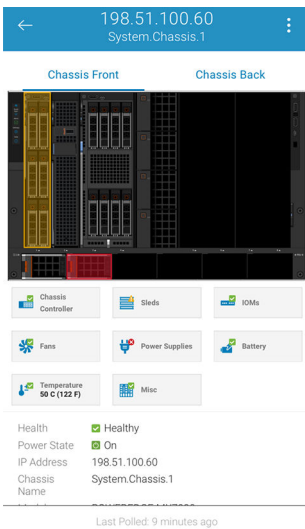 198.51.100.60
System.Chassis.1
Chassis Front
Chassis Back
Chassis
Controller
Sleds
IOMs
Fans
Power Supplies
Battery
Temperature
50 C (122 F)
Misc
Health Healthy
Power State On
IP Address 198.51.100.60
Chassis System.Chassis.1
Name
Last Polled: 9 minutes ago